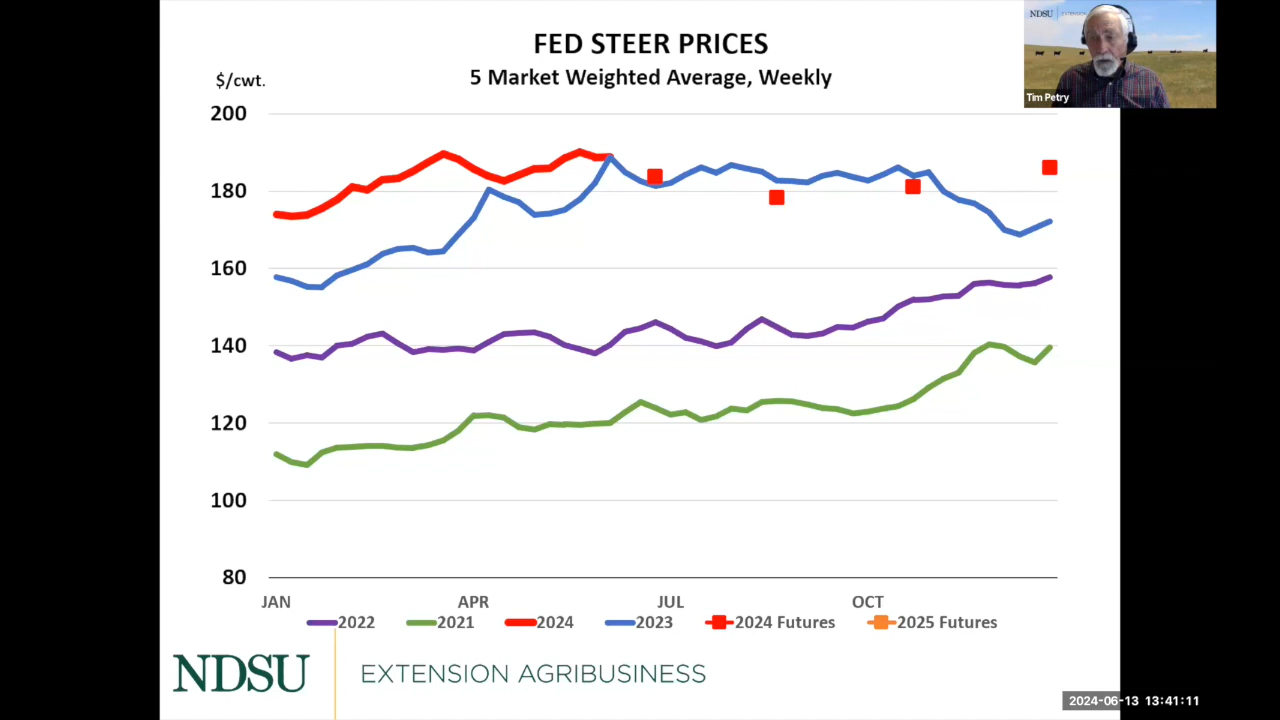 FED STEER PRICES
5 Market Weighted Average, Weekly
$/cwt.
200
180
160
140
120
100
80
JAN APR JUL OCT
2022 2021 2024 2023 2024 Futures 2025 Futures
NDSU EXTENSION AGRIBUSINESS
NDSU
Tim Petry
2024-06-13 13:41:11